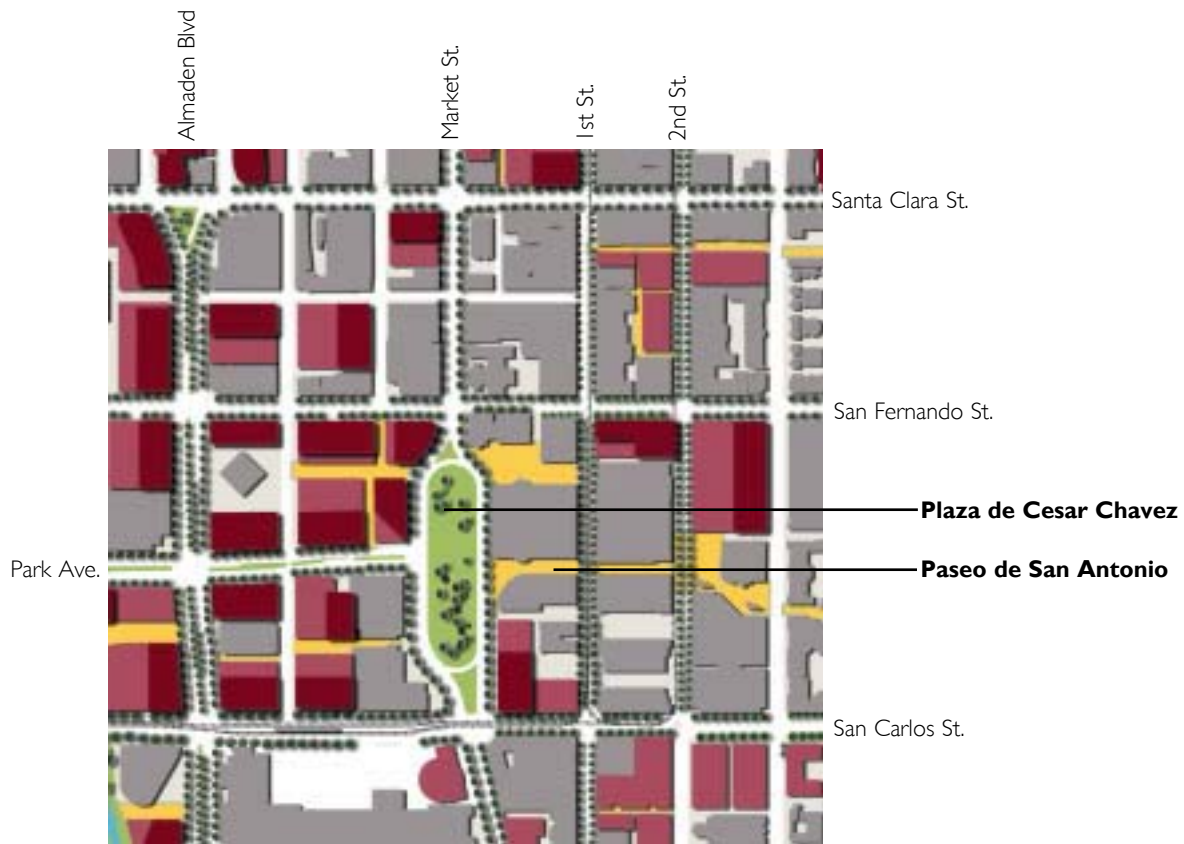 Almaden Blvd
Market St.
1st St.
2nd St.
Santa Clara St.
San Fernando St.
Plaza de Cesar Chavez
Park Ave.
Paseo de San Antonio
San Carlos St.